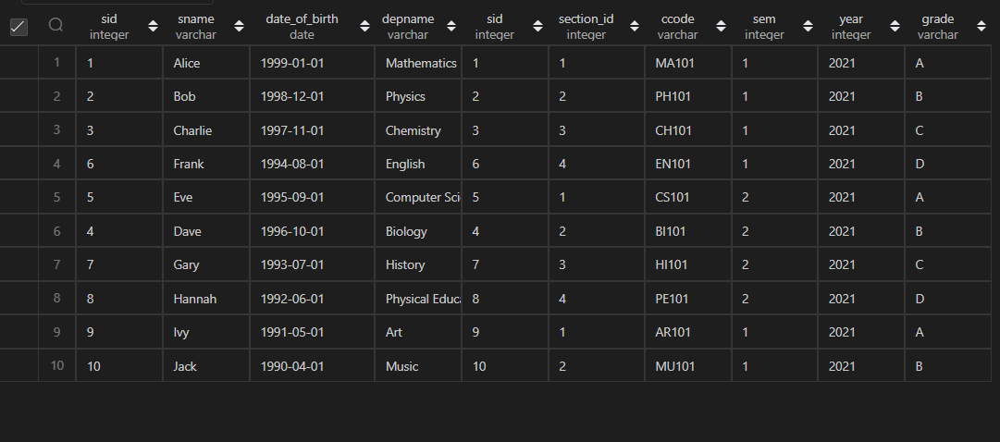 sid sname date_of_birth depname sid section_id ccode sem year grade
integer varchar date varchar integer integer varchar integer integer varchar
1 1 Alice 1999-01-01 Mathematics 1 1 MA101 1 2021 A
2 2 Bob 1998-12-01 Physics 2 2 PH101 1 2021 B
3 3 Charlie 1997-11-01 Chemistry 3 3 CH101 1 2021 C
4 6 Frank 1994-08-01 English 6 4 EN101 1 2021 D
5 5 Eve 1995-09-01 Computer Sci 5 1 CS101 2 2021 A
6 4 Dave 1996-10-01 Biology 4 2 BI101 2 2021 B
7 7 Gary 1993-07-01 History 7 3 HI101 2 2021 C
8 8 Hannah 1992-06-01 Physical Educa 8 4 PE101 2 2021 D
9 9 Ivy 1991-05-01 Art 9 1 AR101 1 2021 A
10 10 Jack 1990-04-01 Music 10 2 MU101 1 2021 B